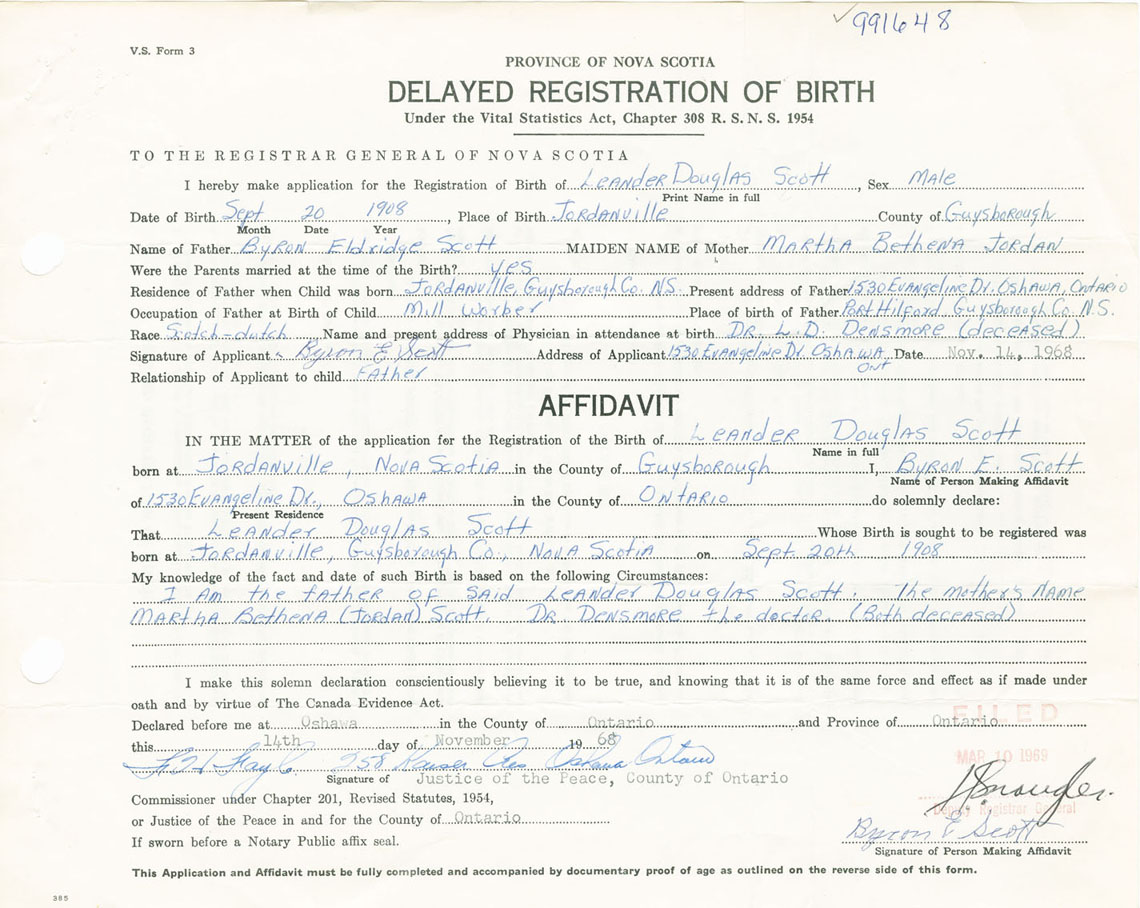 991648
V.S. Form 3
PROVINCE OF NOVA SCOTIA
DELAYED REGISTRATION OF BIRTH
Under the Vital Statistics Act, Chapter 308 R. S. N. S. 1954
TO THE REGISTRAR GENERAL OF NOVA SCOTIA
I hereby make application for the Registration of Birth of Leander Douglas Scott, Sex Male
Print Name in full
Date of Birth Sept 20 1908, Place of Birth Jordanville County of Guysborough
Month Date Year
Name of Father Byron Eldridge Scott MAIDEN NAME of Mother Martha Bethena Jordan
Were the Parents married at the time of the Birth? yes
Residence of Father when Child was born Jordanville, Guysborough Co. N.S. Present address of Father 1530 Evangeline Dr. Oshawa, Ontario
Occupation of Father at Birth of Child Mill Worker Place of birth of Father Port Hilford Guysborough Co. N.S.
Race Scotch-dutch Name and present address of Physician in attendance at birth Dr. L.D. Densmore (deceased)
Signature of Applicant Byron E Scott Address of Applicant 1530 Evangeline Dr. Oshawa Date Nov. 14, 1968
Ont
Relationship of Applicant to child Father
AFFIDAVIT
IN THE MATTER of the application for the Registration of the Birth of Leander Douglas Scott
Name in full
born at Jordanville, Nova Scotia in the County of Guysborough I, Byron E. Scott
Name of Person Making Affidavit
of 1530 Evangeline Dr., Oshawa in the County of Ontario do solemnly declare:
Present Residence
That Leander Douglas Scott Whose Birth is sought to be registered was
born at Jordanville, Guysborough Co., Nova Scotia on Sept. 20th 1908
My knowledge of the fact and date of such Birth is based on the following Circumstances:
I am the father of said Leander Douglas Scott. The mother's name
Martha Bethena (Jordan) Scott. Dr. Densmore the doctor. (Both deceased)
I make this solemn declaration conscientiously believing it to be true, and knowing that it is of the same force and effect as if made under
oath and by virtue of The Canada Evidence Act.
Declared before me at Oshawa in the County of Ontario and Province of Ontario
FILED
this 14th day of November 1968
MAR 10 1969
258 Oshawa Ontario
Signature of Justice of the Peace, County of Ontario
Commissioner under Chapter 201, Revised Statutes, 1954,
Deputy Registrar General
or Justice of the Peace in and for the County of Ontario
Byron E Scott
If sworn before a Notary Public affix seal.
Signature of Person Making Affidavit
This Application and Affidavit must be fully completed and accompanied by documentary proof of age as outlined on the reverse side of this form.
385